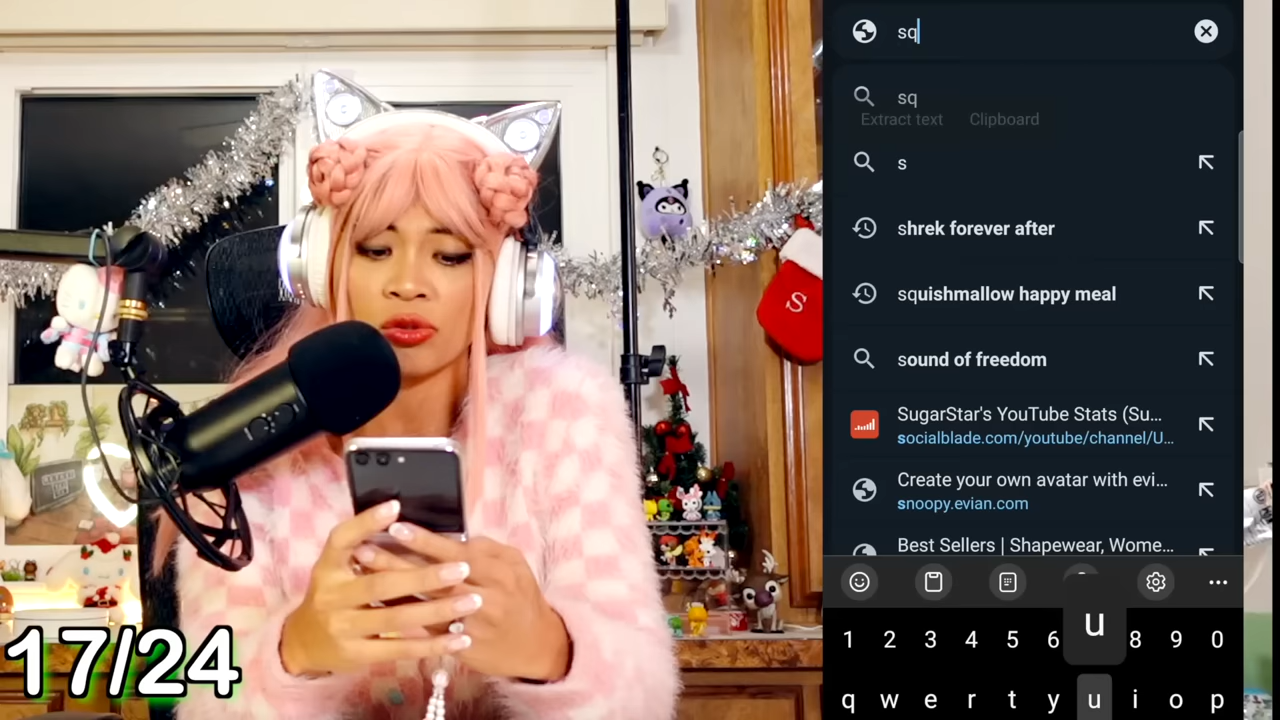 sq
sq
Extract text Clipboard
s
shrek forever after
squishmallow happy meal
sound of freedom
SugarStar's YouTube Stats (Su...
socialblade.com/youtube/channel/U...
Create your own avatar with evi...
snoopy.evian.com
Best Sellers | Shapewear, Wome...
u
1 2 3 4 5 6 8 9 0
q w e r t y u i o p
S
17/24